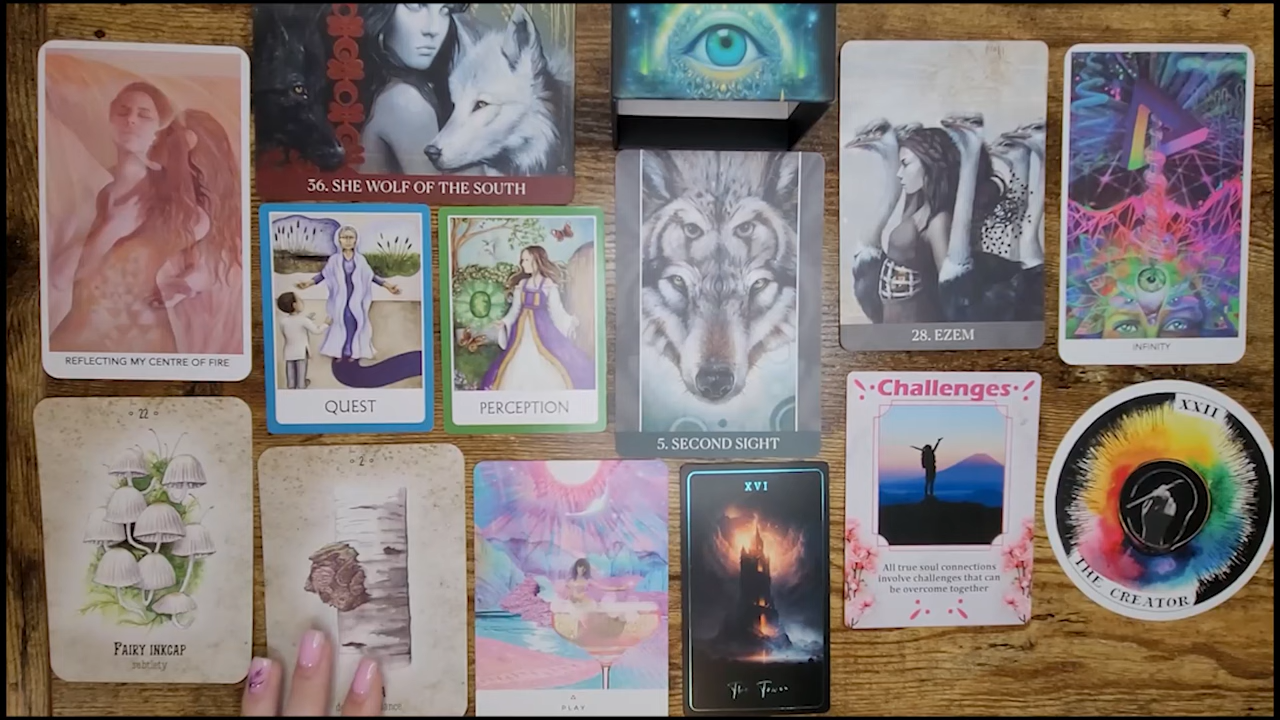 36. SHE WOLF OF THE SOUTH
REFLECTING MY CENTRE OF FIRE
QUEST
PERCEPTION
5. SECOND SIGHT
28. EZEM
INFINITY
° 22 °
FAIRY INKCAP
sobriety
° 2 °
PLAY
XVI
The Tower
Challenges
All true soul connections
involve challenges that can
be overcome together
XXII
THE CREATOR